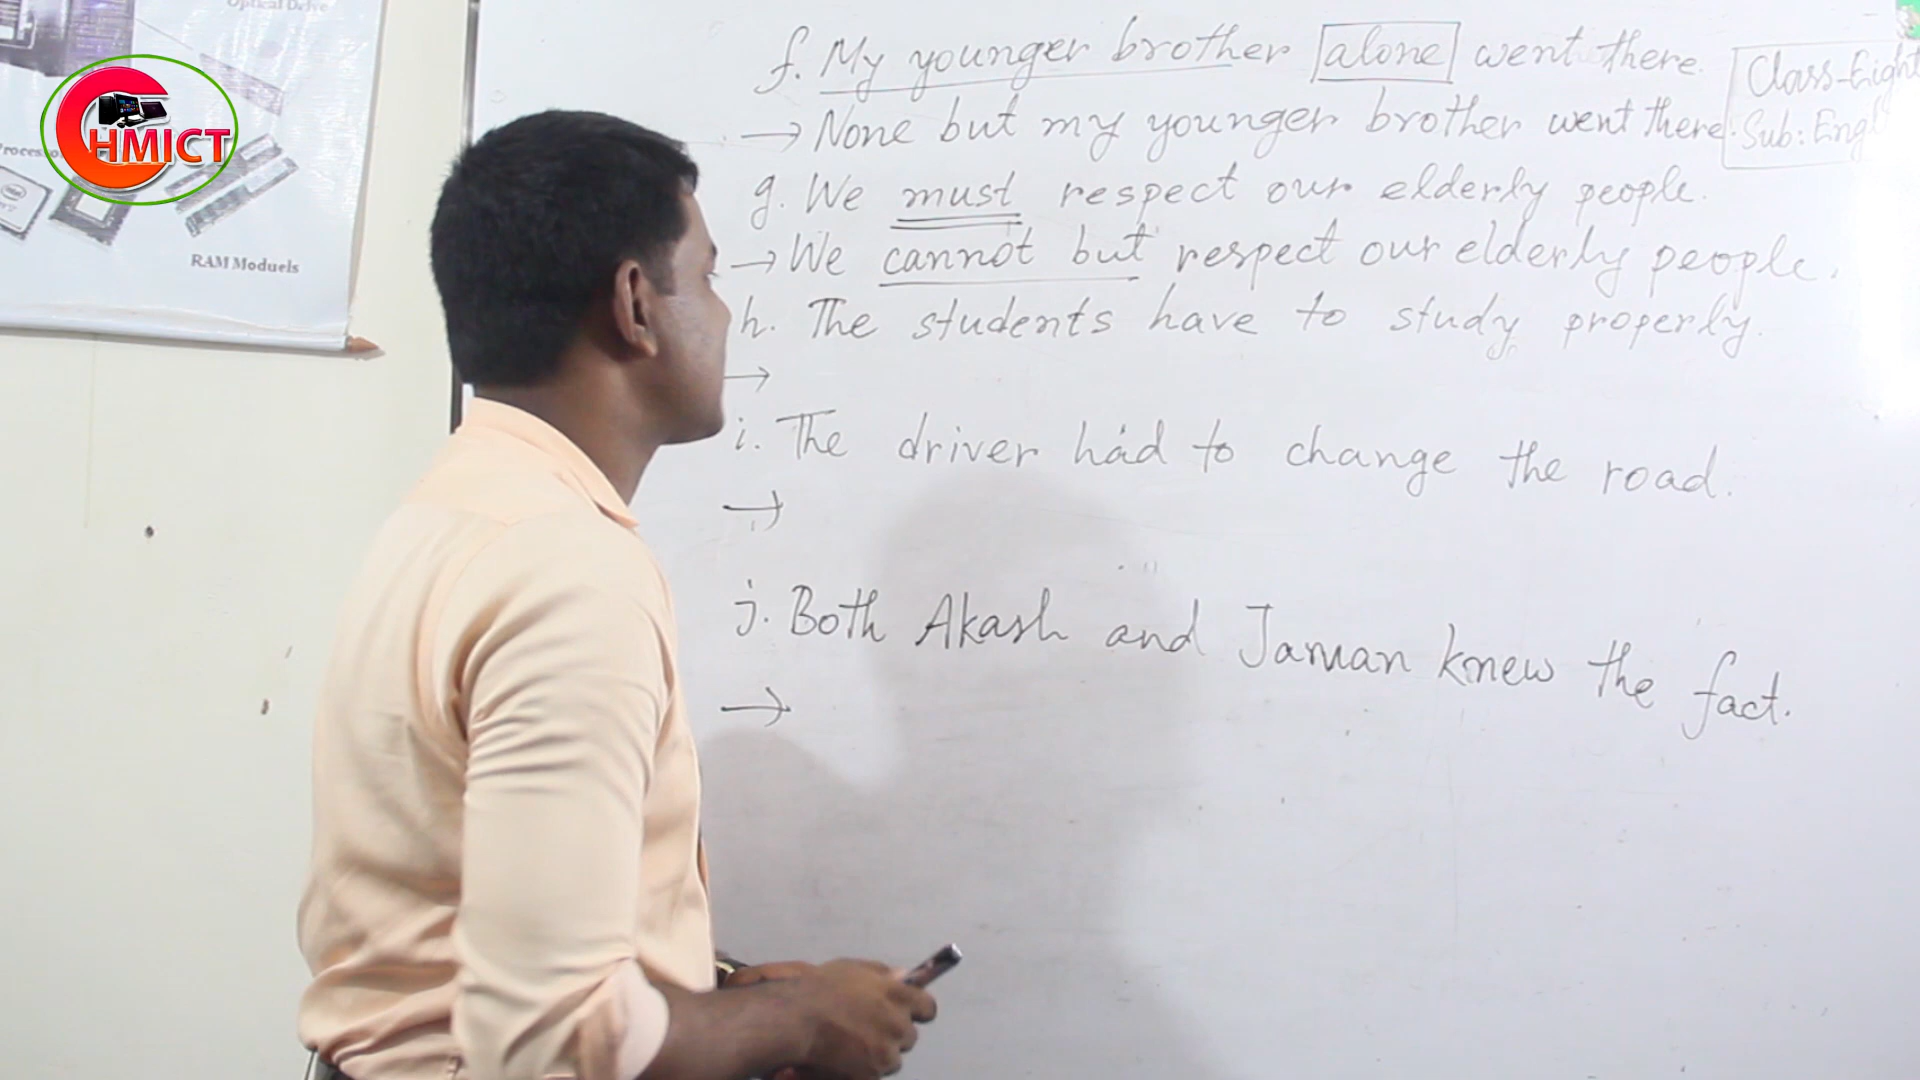 Optical Drive
CHMICT
RAM Moduels
f. My younger brother alone went there.
→ None but my younger brother went there.
g. We must respect our elderly people.
→ We cannot but respect our elderly people.
h. The students have to study properly.
→
i. The driver had to change the road.
→
j. Both Akash and Jaman knew the fact.
→
Class-Eight
Sub: Engl